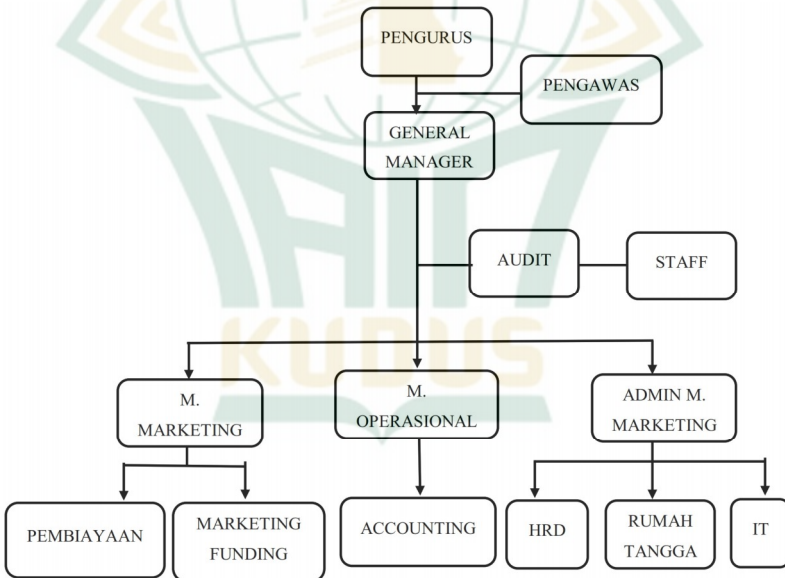 PENGURUS
PENGAWAS
GENERAL
MANAGER
AUDIT
STAFF
KUDUS
M.
MARKETING
M.
OPERASIONAL
ADMIN M.
MARKETING
PEMBIAYAAN
MARKETING
FUNDING
ACCOUNTING
HRD
RUMAH
TANGGA
IT